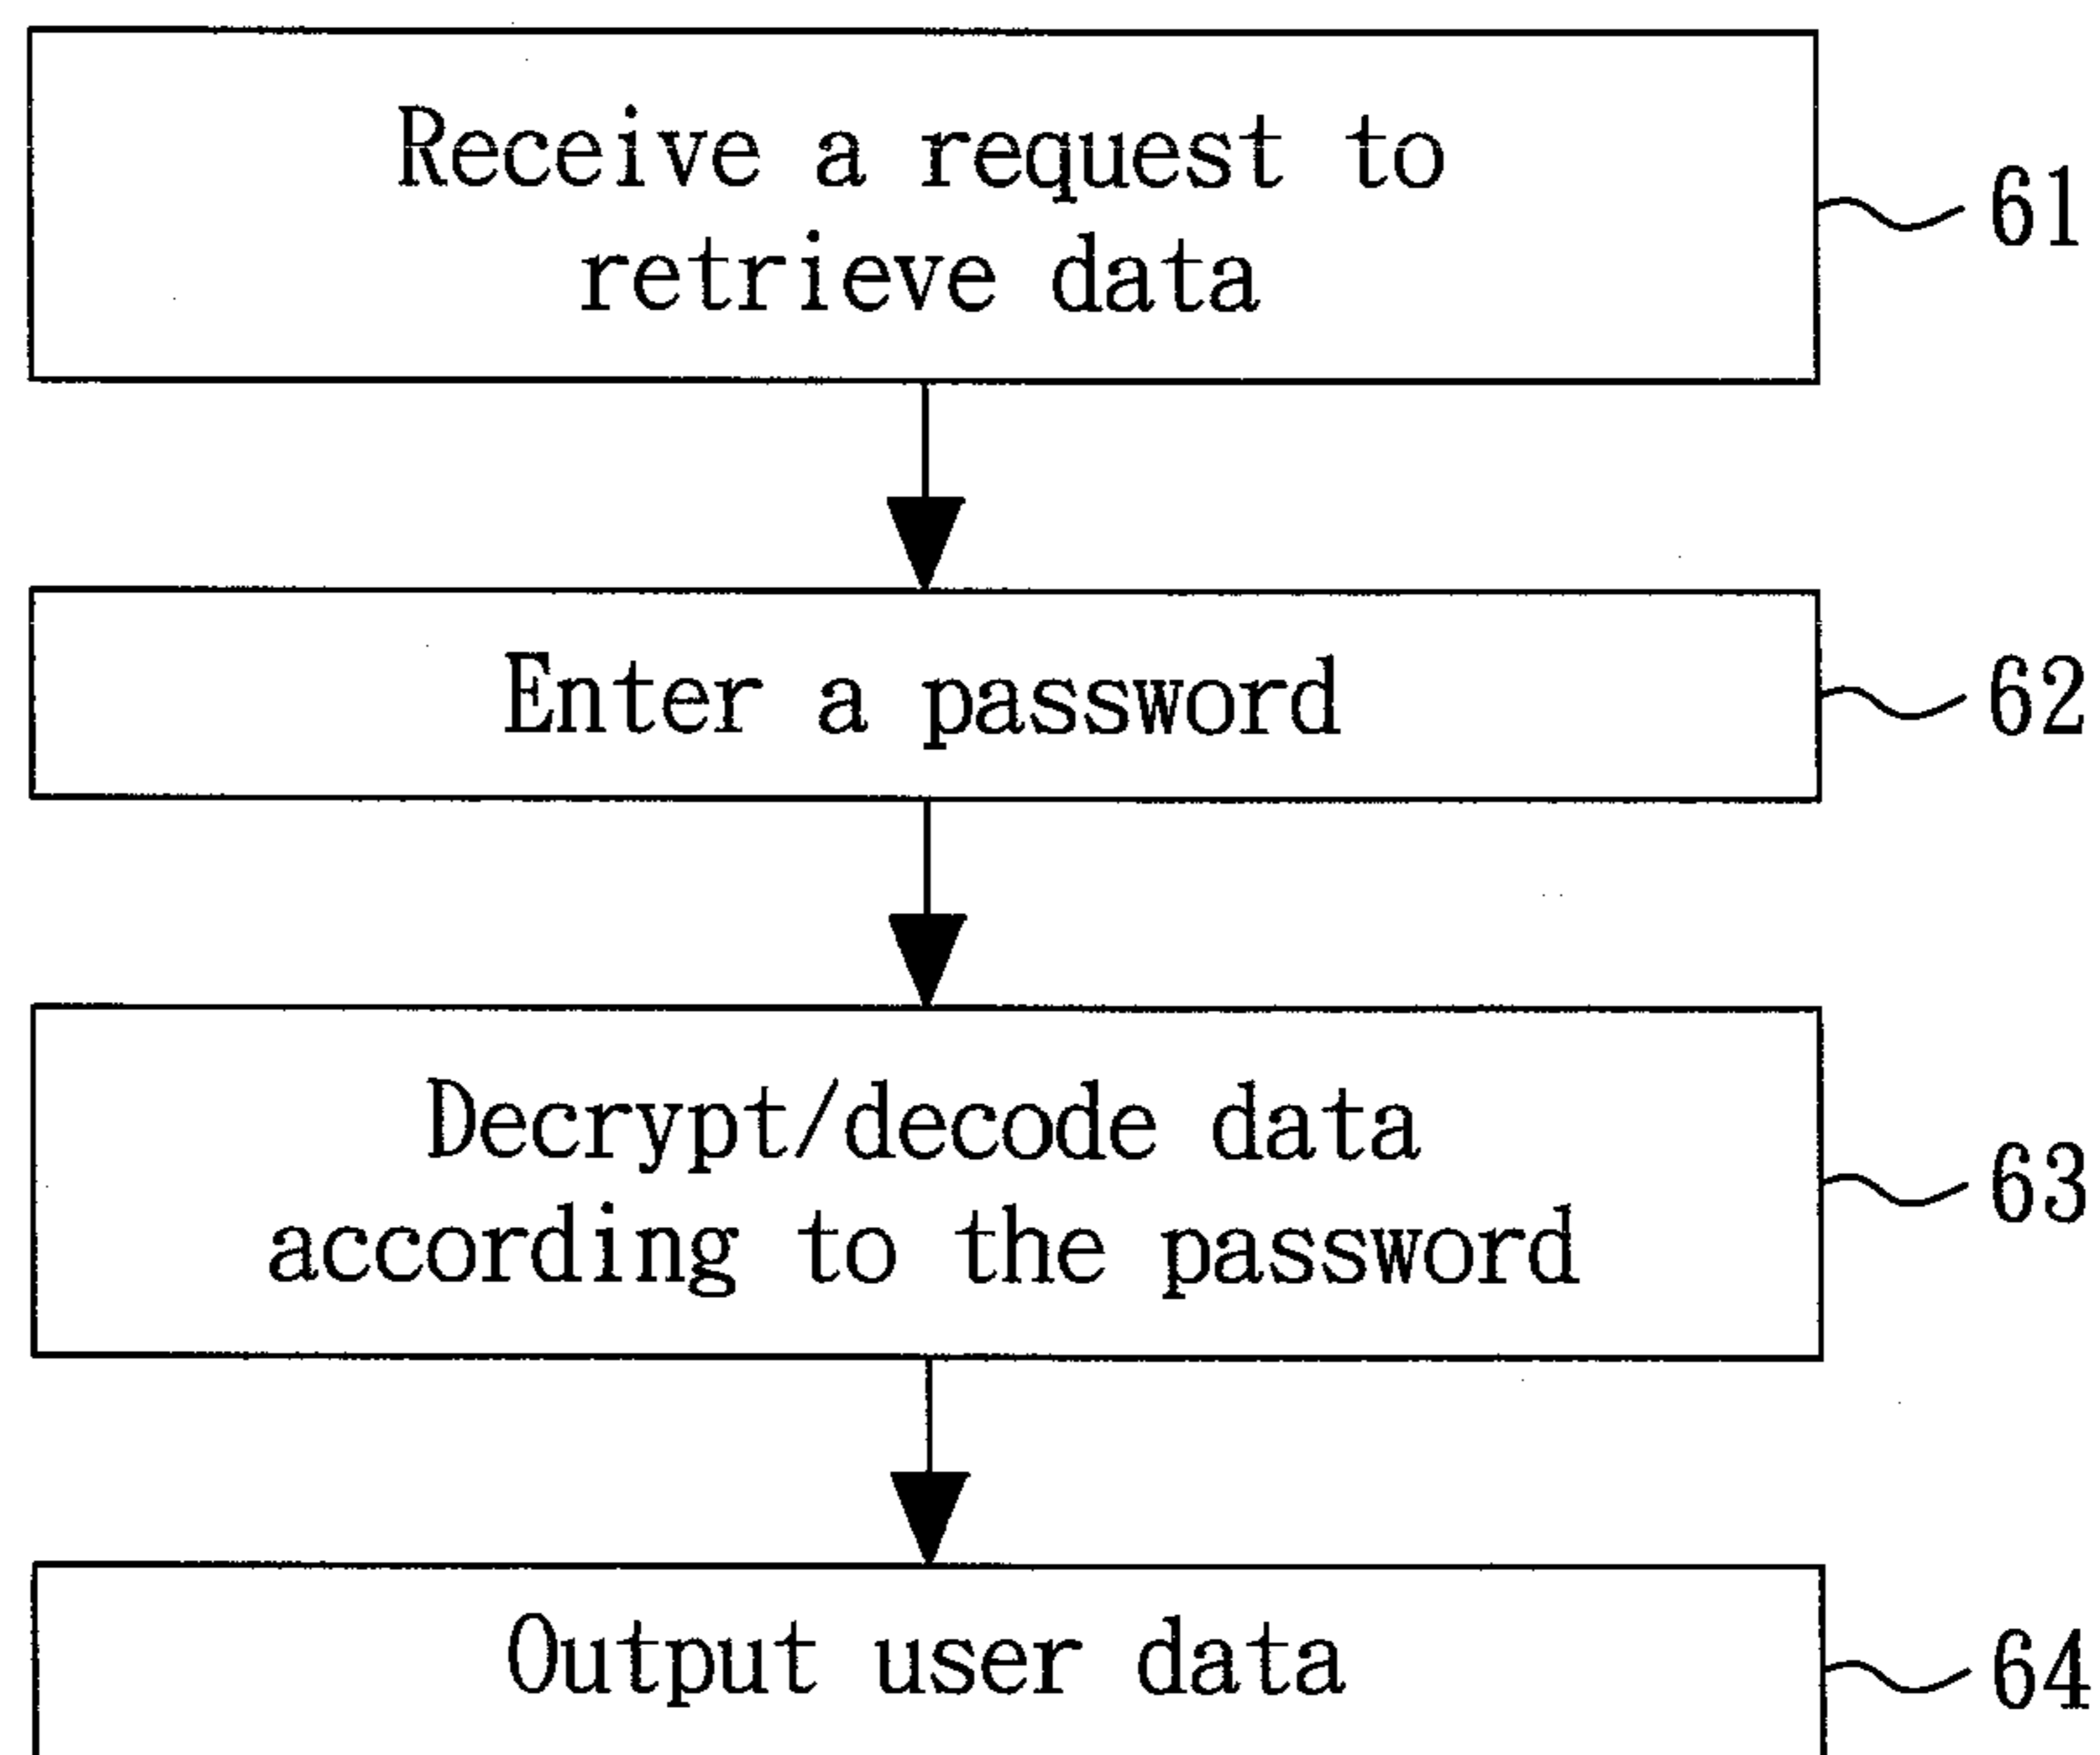 Receive a request to
retrieve data
61
Enter a password
62
Decrypt/decode data
according to the password
63
Output user data
64